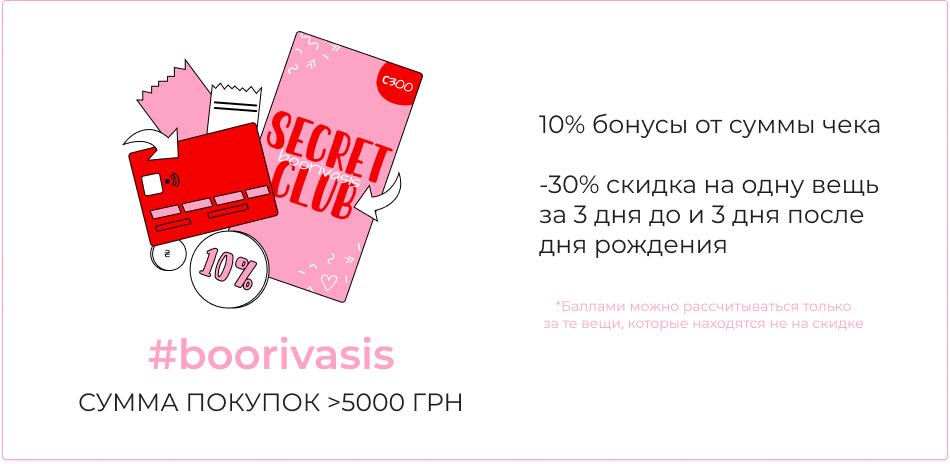 c300
SECRET
boorivasis
CLUB
₴
10%
#boorivasis
СУММА ПОКУПОК >5000 ГРН
10% бонусы от суммы чека
-30% скидка на одну вещь
за 3 дня до и 3 дня после
дня рождения
*Баллами можно рассчитываться только
за те вещи, которые находятся не на скидке